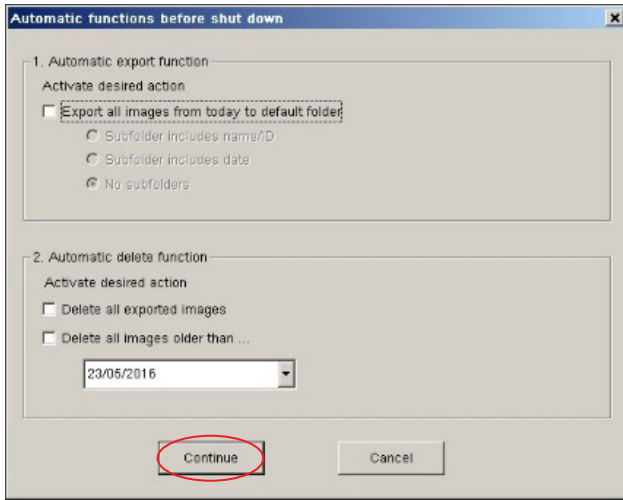 Automatic functions before shut down
1. Automatic export function
Activate desired action
Export all images from today to default folder
Subfolder includes name/ID
Subfolder includes date
No subfolders
2. Automatic delete function
Activate desired action
Delete all exported images
Delete all images older than ...
23/05/2016
Continue Cancel